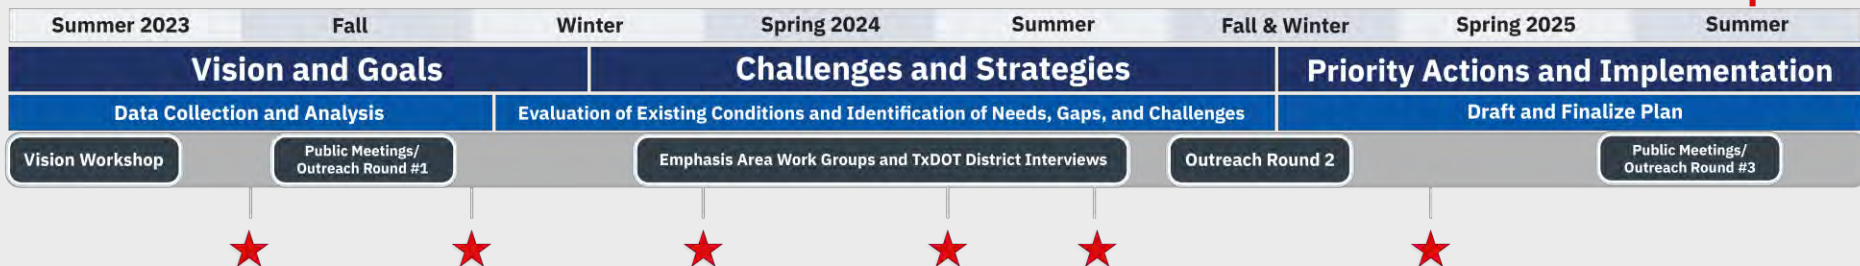 Summer 2023 Fall Winter Spring 2024 Summer Fall & Winter Spring 2025 Summer
Vision and Goals Challenges and Strategies Priority Actions and Implementation
Data Collection and Analysis Evaluation of Existing Conditions and Identification of Needs, Gaps, and Challenges Draft and Finalize Plan
Vision Workshop
Public Meetings/
Outreach Round #1
Emphasis Area Work Groups and TxDOT District Interviews
Outreach Round 2
Public Meetings/
Outreach Round #3